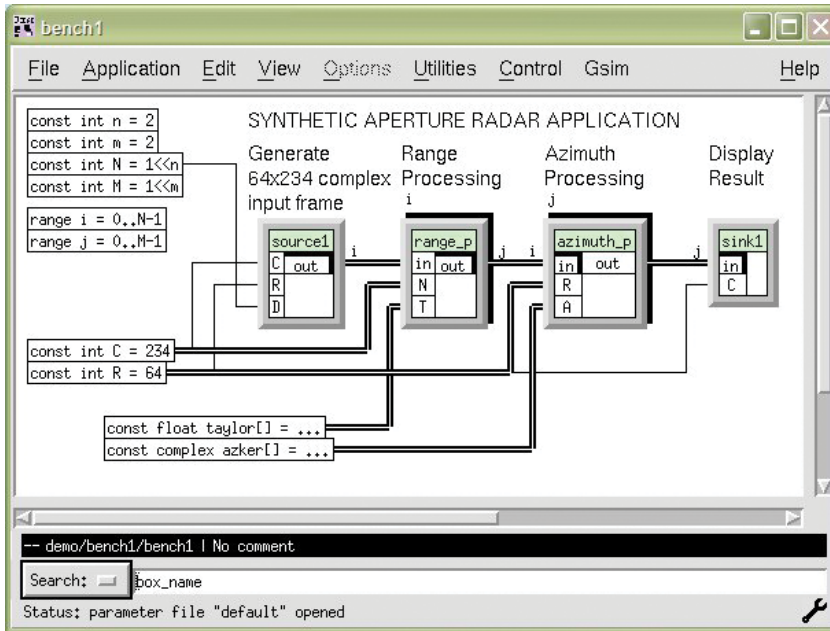 bench1
File Application Edit View Options Utilities Control Gsim Help
const int n = 2
const int m = 2
const int N = 1<<n
const int M = 1<<m
range i = 0..N-1
range j = 0..M-1
SYNTHETIC APERTURE RADAR APPLICATION
Generate
64x234 complex
input frame
Range
Processing
Azimuth
Processing
Display
Result
i
j
source1
C out
R
D
i
range_p
in out
N
T
j
i
azimuth_p
in out
R
A
j
sink1
in
C
const int C = 234
const int R = 64
const float taylor[] = ...
const complex azker[] = ...
-- demo/bench1/bench1 | No comment
Search: box_name
Status: parameter file "default" opened